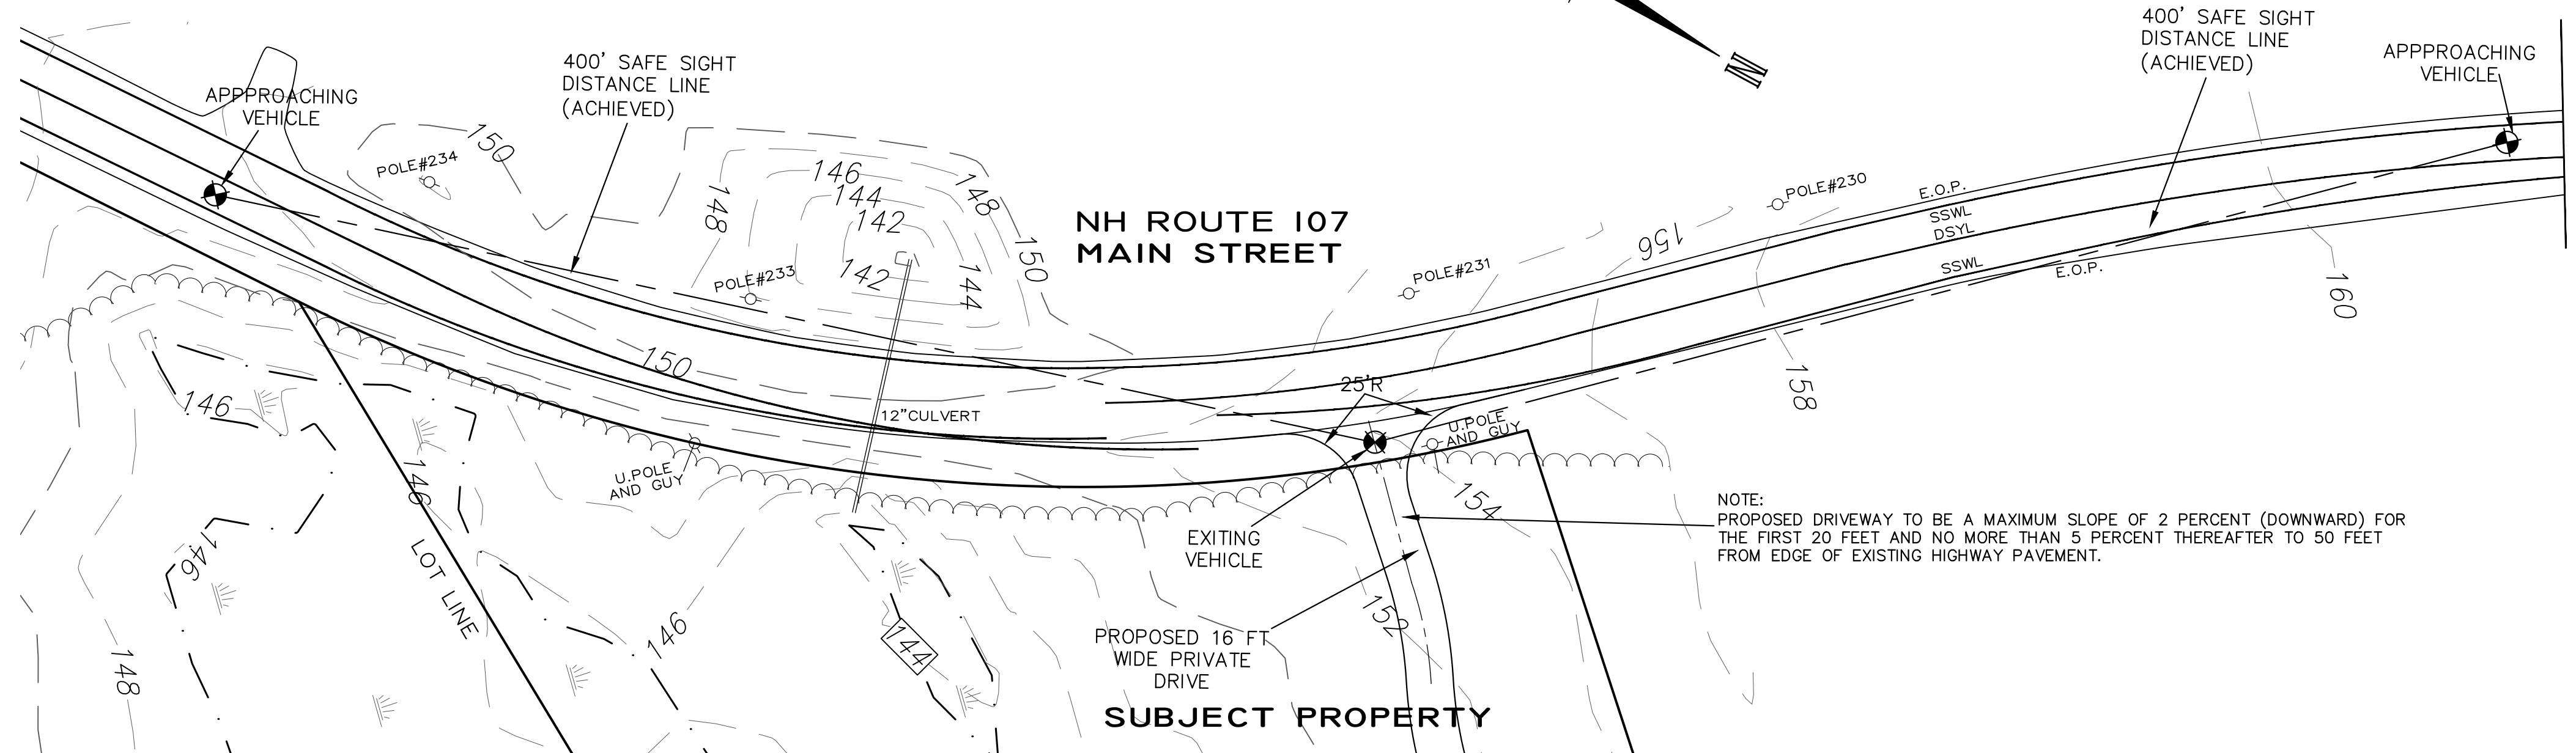 400' SAFE SIGHT
DISTANCE LINE
(ACHIEVED)
APPPROACHING
VEHICLE
400' SAFE SIGHT
DISTANCE LINE
(ACHIEVED)
APPPROACHING
VEHICLE
N
POLE#234
150
146
144
142
142
148
148
150
144
POLE#233
NH ROUTE 107
MAIN STREET
POLE#230
POLE#231
156
E.O.P.
SSWL
DSYL
SSWL
E.O.P.
160
158
150
12"CULVERT
25'R
U.POLE
AND GUY
U.POLE
AND GUY
146
146
146
LOT LINE
148
146
144
EXITING
VEHICLE
154
152
NOTE:
PROPOSED DRIVEWAY TO BE A MAXIMUM SLOPE OF 2 PERCENT (DOWNWARD) FOR
THE FIRST 20 FEET AND NO MORE THAN 5 PERCENT THEREAFTER TO 50 FEET
FROM EDGE OF EXISTING HIGHWAY PAVEMENT.
PROPOSED 16 FT
WIDE PRIVATE
DRIVE
SUBJECT PROPERTY